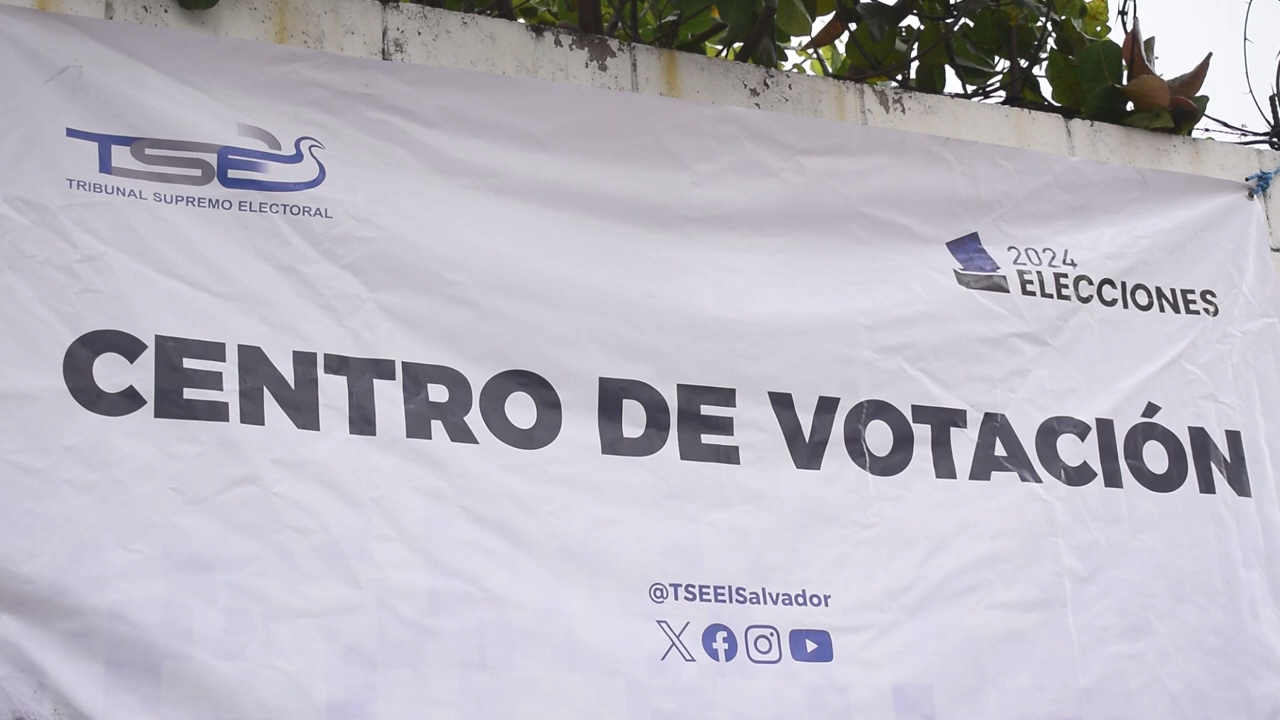 TSE
TRIBUNAL SUPREMO ELECTORAL
2024
ELECCIONES
CENTRO DE VOTACIÓN
@TSEElSalvador